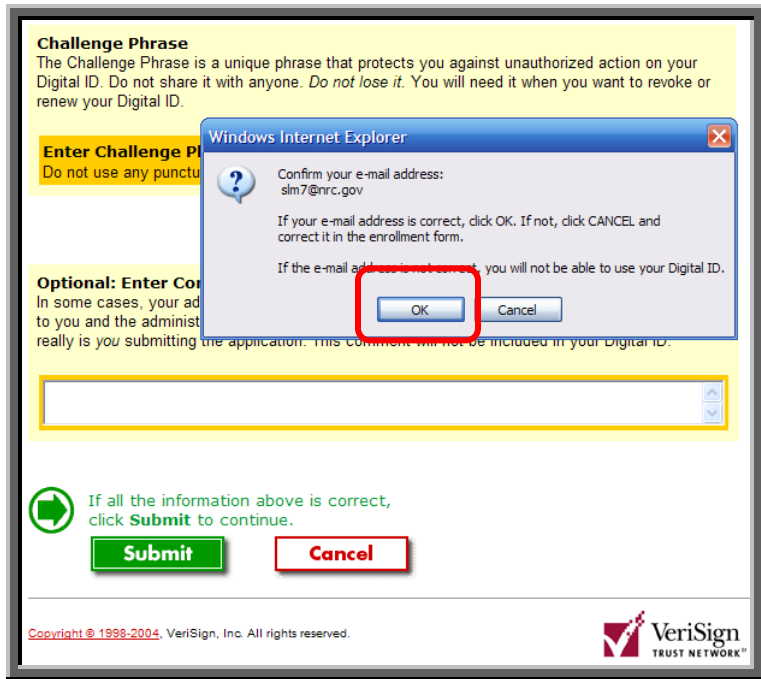 Challenge Phrase
The Challenge Phrase is a unique phrase that protects you against unauthorized action on your
Digital ID. Do not share it with anyone. Do not lose it. You will need it when you want to revoke or
renew your Digital ID.
Enter Challenge
Do not use any
Windows Internet Explorer
Confirm your e-mail address:
slm7@nrc.gov
If your e-mail address is correct, click OK. If not, click CANCEL and
correct it in the enrollment form.
If the e-mail address is not correct, you will not be able to use your Digital ID.
OK
Cancel
Optional: Enter
In some cases, your
to you and the
really is you submitting the application. This comment will not be included in your Digital ID.
If all the information above is correct,
click Submit to continue.
Submit
Cancel
Copyright © 1998-2004, VeriSign, Inc. All rights reserved.
VeriSign
TRUST NETWORK®